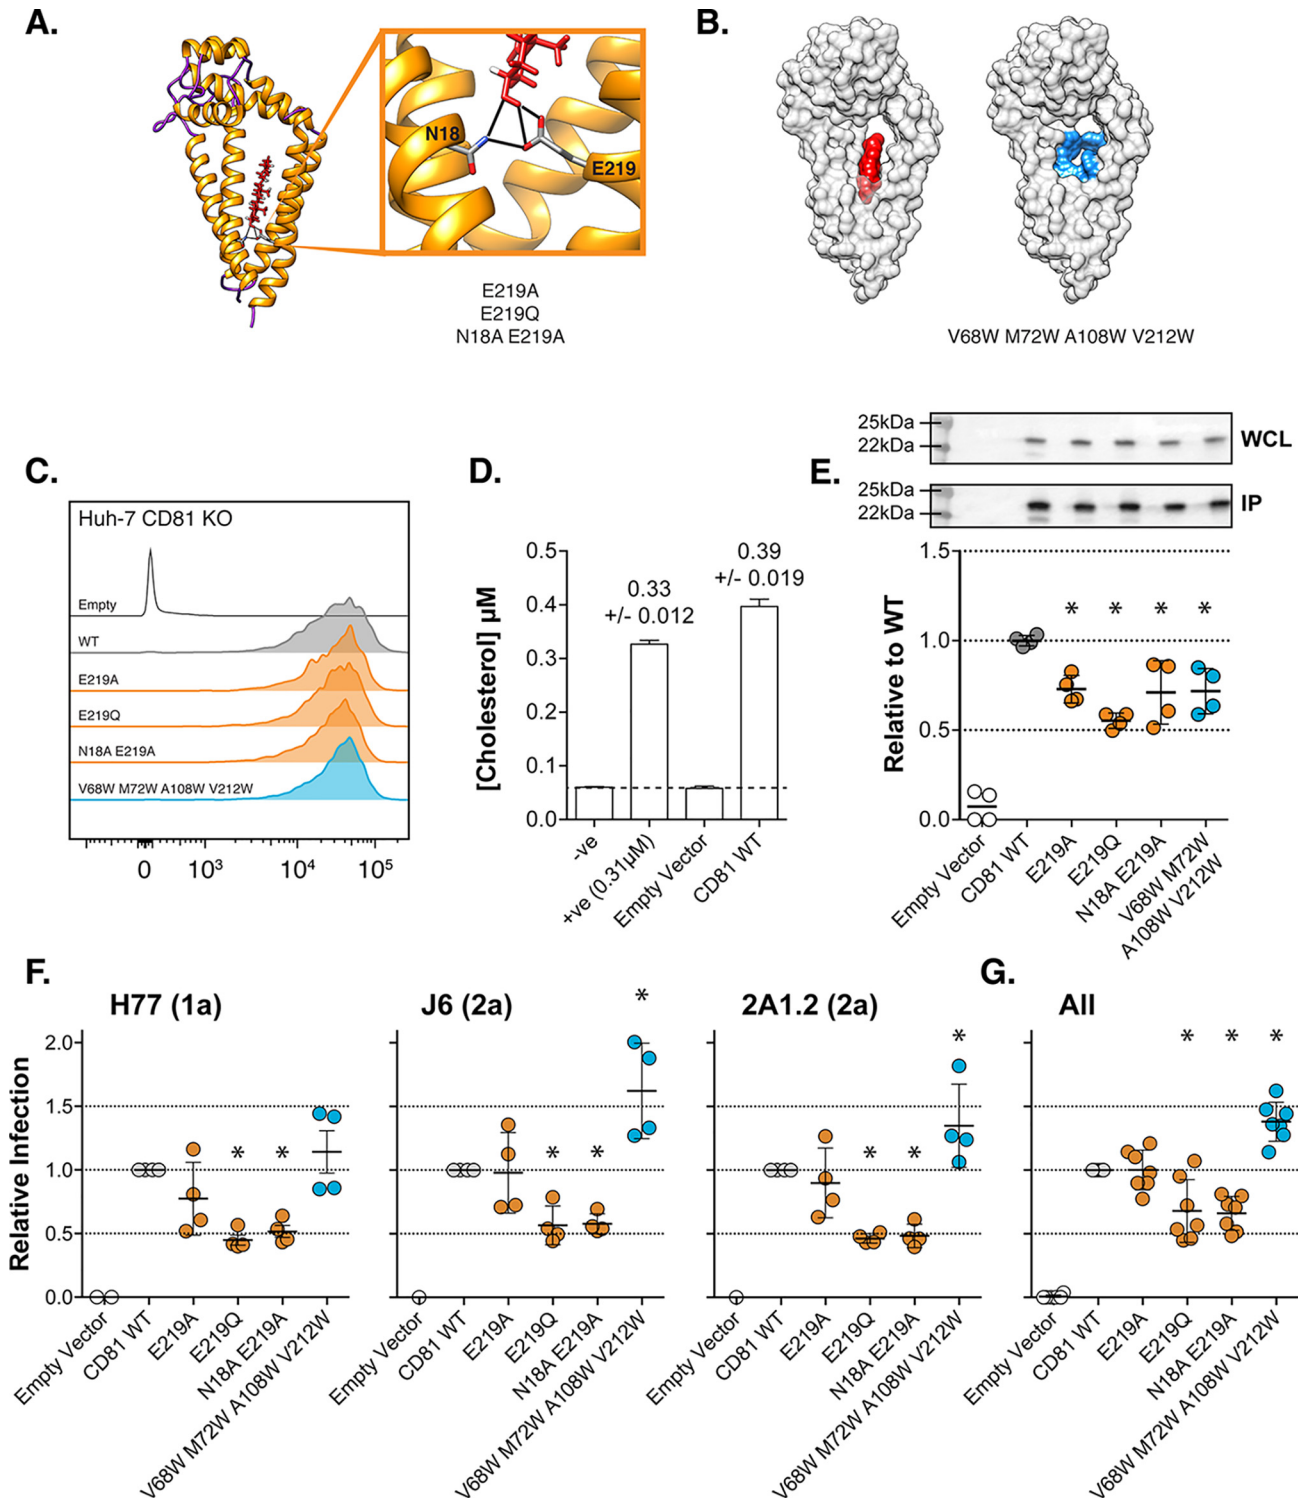 A.
N18
E219
E219A
E219Q
N18A E219A
B.
V68W M72W A108W V212W
C.
Huh-7 CD81 KO
Empty
WT
E219A
E219Q
N18A E219A
V68W M72W A108W V212W
0 10³ 10⁴ 10⁵
D.
[Cholesterol] µM
0.5
0.4
0.3
0.2
0.1
0.0
0.33
+/- 0.012
0.39
+/- 0.019
-ve
+ve (0.31µM)
Empty Vector
CD81 WT
E.
25kDa
22kDa
WCL
25kDa
22kDa
IP
Relative to WT
1.5
1.0
0.5
0.0
* * * *
Empty Vector
CD81 WT
E219A
E219Q
N18A E219A
V68W M72W
A108W V212W
F.
Relative Infection
H77 (1a)
2.0
1.5
1.0
0.5
0.0
* *
Empty Vector
CD81 WT
E219A
E219Q
N18A E219A
V68W M72W A108W V212W
J6 (2a)
* * *
Empty Vector
CD81 WT
E219A
E219Q
N18A E219A
V68W M72W A108W V212W
2A1.2 (2a)
* * *
Empty Vector
CD81 WT
E219A
E219Q
N18A E219A
V68W M72W A108W V212W
G.
All
* * *
Empty Vector
CD81 WT
E219A
E219Q
N18A E219A
V68W M72W A108W V212W